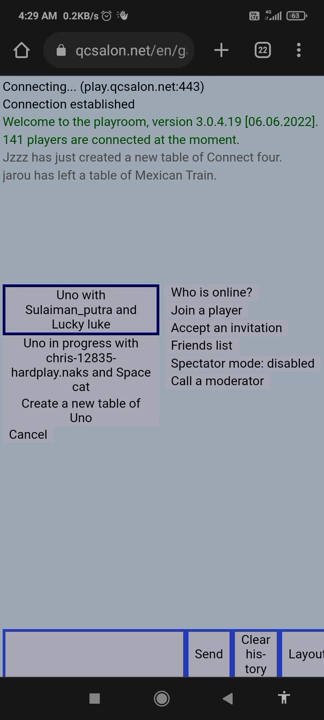 4:29 AM 0.2KB/s
63
qcsalon.net/en/g
22
Connecting... (play.qcsalon.net:443)
Connection established
Welcome to the playroom, version 3.0.4.19 [06.06.2022].
141 players are connected at the moment.
Jzzz has just created a new table of Connect four.
jarou has left a table of Mexican Train.
Uno with
Sulaiman_putra and
Lucky luke
Uno in progress with
chris-12835-
hardplay.naks and Space
cat
Create a new table of
Uno
Cancel
Who is online?
Join a player
Accept an invitation
Friends list
Spectator mode: disabled
Call a moderator
Send
Clear
his-
tory
Layout